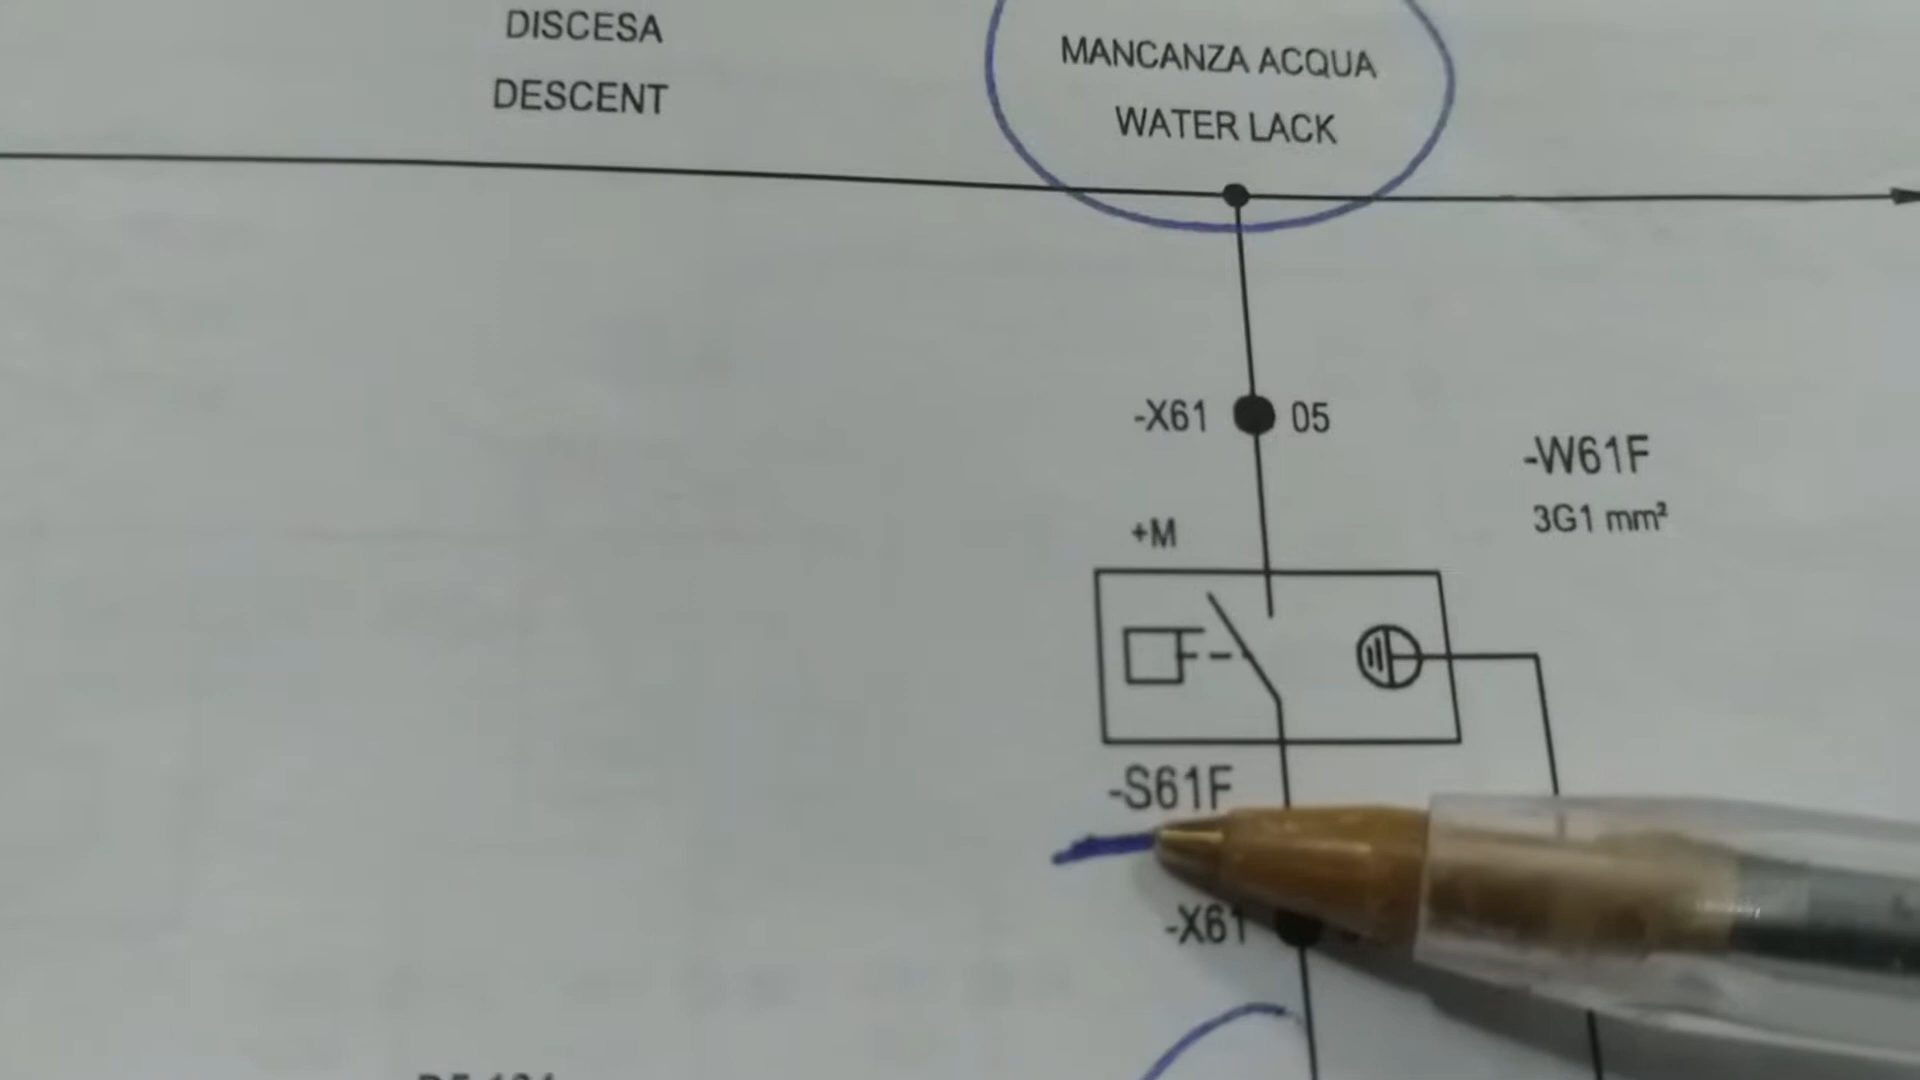 DISCESA
DESCENT
MANCANZA ACQUA
WATER LACK
-X61 05
-W61F
3G1 mm²
+M
-S61F
-X61